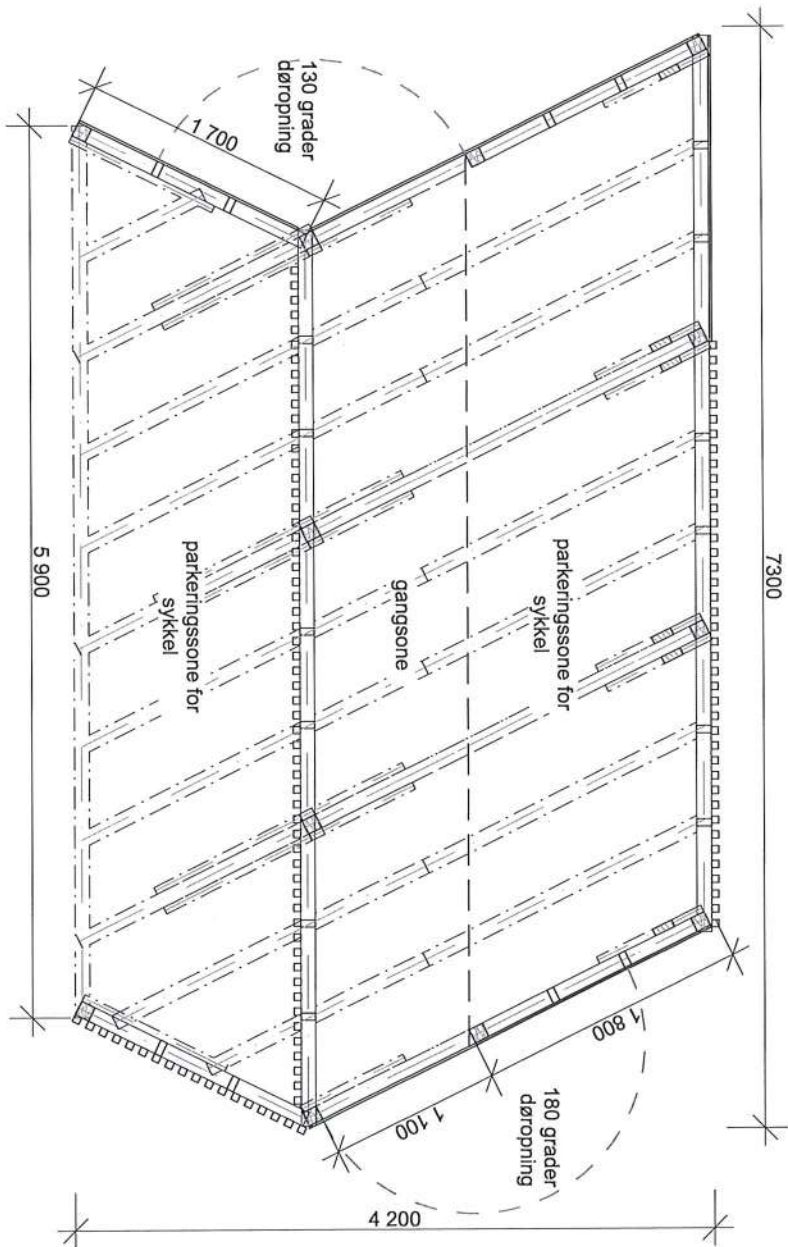 7300
parkeringssone for
sykkel
gangsone
parkeringssone for
sykkel
5 900
130 grader
døropning
1 700
1 800
1 100
180 grader
døropning
4 200